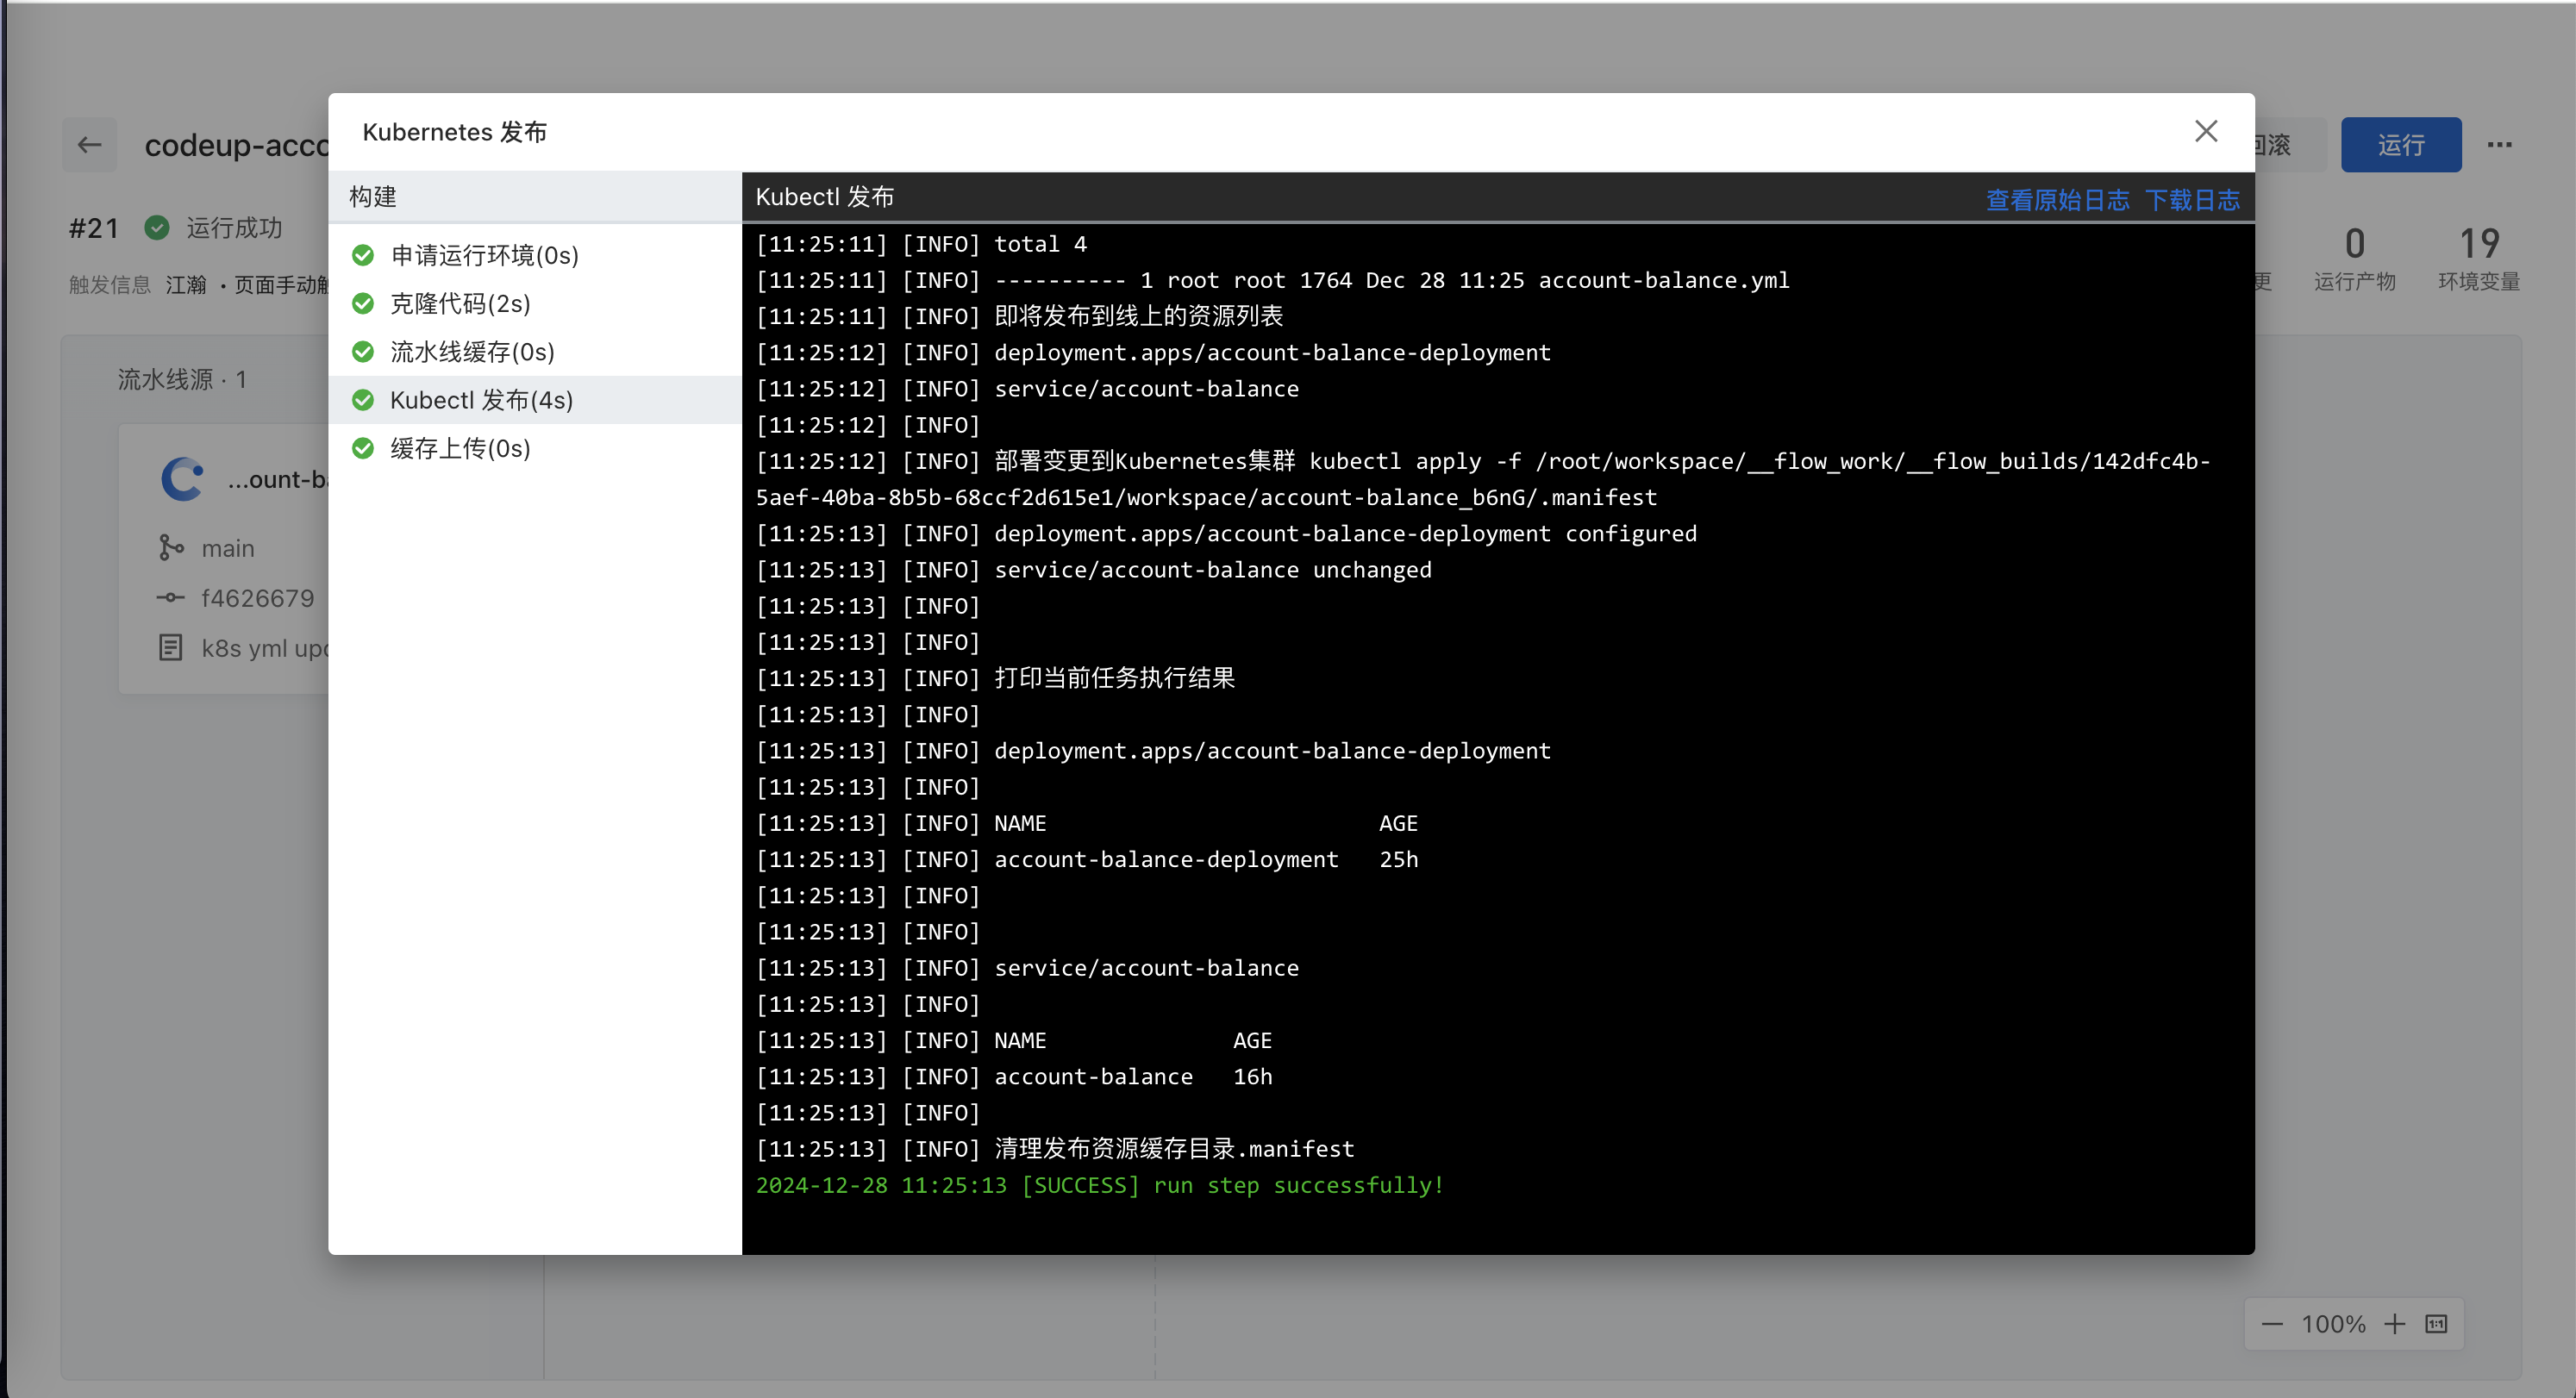 codeup-acco
回滚
运行
#21 运行成功
触发信息 江瀚 · 页面手动触
更
0
运行产物
19
环境变量
流水线源 · 1
...ount-ba
main
f4626679
k8s yml upd
Kubernetes 发布
构建
申请运行环境(0s)
克隆代码(2s)
流水线缓存(0s)
Kubectl 发布(4s)
缓存上传(0s)
Kubectl 发布
查看原始日志 下载日志
[11:25:11] [INFO] total 4
[11:25:11] [INFO] ---------- 1 root root 1764 Dec 28 11:25 account-balance.yml
[11:25:11] [INFO] 即将发布到线上的资源列表
[11:25:12] [INFO] deployment.apps/account-balance-deployment
[11:25:12] [INFO] service/account-balance
[11:25:12] [INFO]
[11:25:12] [INFO] 部署变更到Kubernetes集群 kubectl apply -f /root/workspace/__flow_work/__flow_builds/142dfc4b-
5aef-40ba-8b5b-68ccf2d615e1/workspace/account-balance_b6nG/.manifest
[11:25:13] [INFO] deployment.apps/account-balance-deployment configured
[11:25:13] [INFO] service/account-balance unchanged
[11:25:13] [INFO]
[11:25:13] [INFO]
[11:25:13] [INFO] 打印当前任务执行结果
[11:25:13] [INFO]
[11:25:13] [INFO] deployment.apps/account-balance-deployment
[11:25:13] [INFO]
[11:25:13] [INFO] NAME AGE
[11:25:13] [INFO] account-balance-deployment 25h
[11:25:13] [INFO]
[11:25:13] [INFO]
[11:25:13] [INFO] service/account-balance
[11:25:13] [INFO]
[11:25:13] [INFO] NAME AGE
[11:25:13] [INFO] account-balance 16h
[11:25:13] [INFO]
[11:25:13] [INFO] 清理发布资源缓存目录.manifest
2024-12-28 11:25:13 [SUCCESS] run step successfully!
100%
1:1